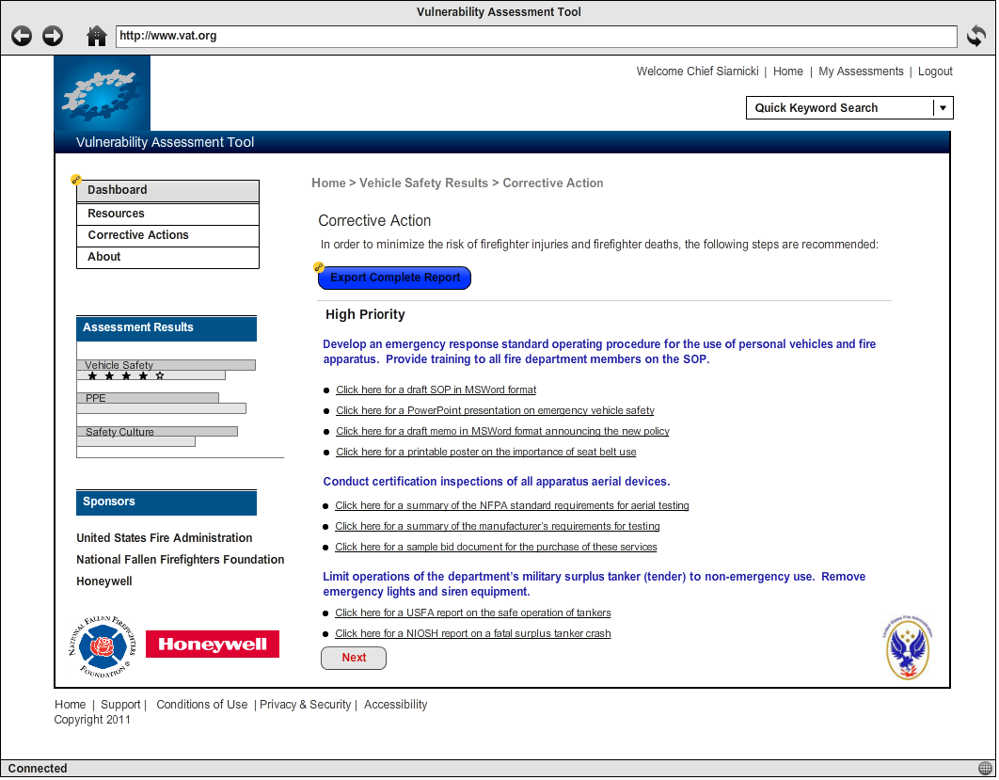 Vulnerability Assessment Tool
http://www.vat.org
Welcome Chief Siarnicki | Home | My Assessments | Logout
Quick Keyword Search
Vulnerability Assessment Tool
Dashboard
Resources
Corrective Actions
About
Assessment Results
Vehicle Safety
PPE
Safety Culture
Sponsors
United States Fire Administration
National Fallen Firefighters Foundation
Honeywell
NATIONAL FALLEN FIREFIGHTERS
FOUNDATION ®
Honeywell
Home > Vehicle Safety Results > Corrective Action
Corrective Action
In order to minimize the risk of firefighter injuries and firefighter deaths, the following steps are recommended:
Export Complete Report
High Priority
Develop an emergency response standard operating procedure for the use of personal vehicles and fire
apparatus. Provide training to all fire department members on the SOP.
Click here for a draft SOP in MSWord format
Click here for a PowerPoint presentation on emergency vehicle safety
Click here for a draft memo in MSWord format announcing the new policy
Click here for a printable poster on the importance of seat belt use
Conduct certification inspections of all apparatus aerial devices.
Click here for a summary of the NFPA standard requirements for aerial testing
Click here for a summary of the manufacturer's requirements for testing
Click here for a sample bid document for the purchase of these services
Limit operations of the department's military surplus tanker (tender) to non-emergency use. Remove
emergency lights and siren equipment.
Click here for a USFA report on the safe operation of tankers
Click here for a NIOSH report on a fatal surplus tanker crash
Next
United States Fire Administration
Home | Support | Conditions of Use | Privacy & Security | Accessibility
Copyright 2011
Connected